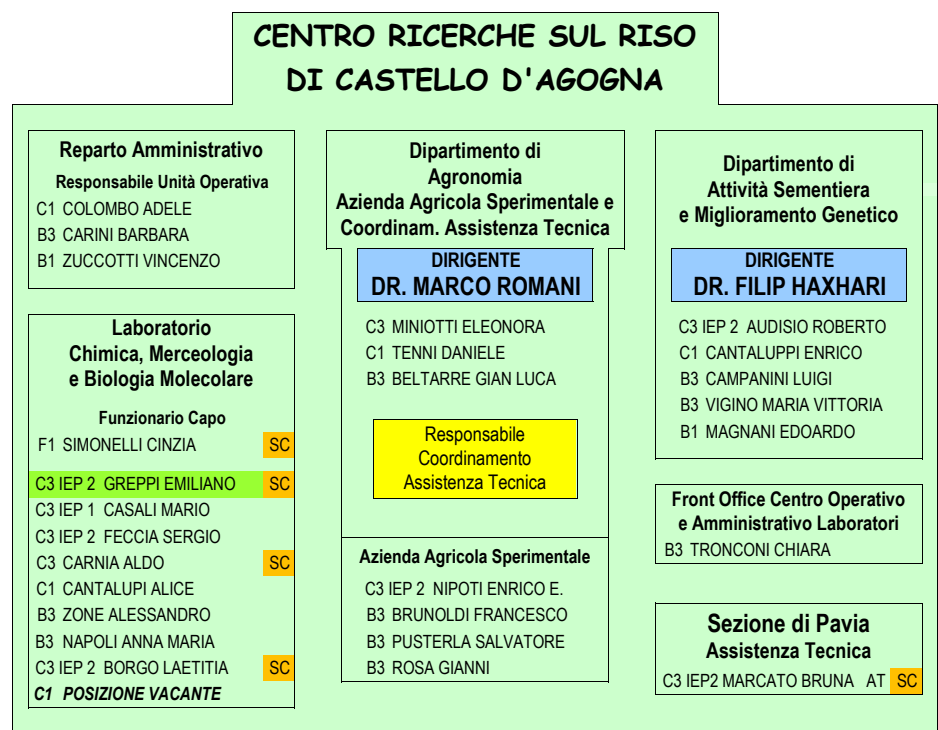 CENTRO RICERCHE SUL RISO
DI CASTELLO D'AGOGNA
Reparto Amministrativo
Responsabile Unità Operativa
C1 COLOMBO ADELE
B3 CARINI BARBARA
B1 ZUCCOTTI VINCENZO
Laboratorio
Chimica, Merceologia
e Biologia Molecolare
Funzionario Capo
F1 SIMONELLI CINZIA SC
C3 IEP 2 GREPPI EMILIANO SC
C3 IEP 1 CASALI MARIO
C3 IEP 2 FECCIA SERGIO
C3 CARNIA ALDO SC
C1 CANTALUPI ALICE
B3 ZONE ALESSANDRO
B3 NAPOLI ANNA MARIA
C3 IEP 2 BORGO LAETITIA SC
C1 POSIZIONE VACANTE
Dipartimento di
Agronomia
Azienda Agricola Sperimentale e
Coordinam. Assistenza Tecnica
DIRIGENTE
DR. MARCO ROMANI
C3 MINIOTTI ELEONORA
C1 TENNI DANIELE
B3 BELTARRE GIAN LUCA
Responsabile
Coordinamento
Assistenza Tecnica
Azienda Agricola Sperimentale
C3 IEP 2 NIPOTI ENRICO E.
B3 BRUNOLDI FRANCESCO
B3 PUSTERLA SALVATORE
B3 ROSA GIANNI
Dipartimento di
Attività Sementiera
e Miglioramento Genetico
DIRIGENTE
DR. FILIP HAXHARI
C3 IEP 2 AUDISIO ROBERTO
C1 CANTALUPPI ENRICO
B3 CAMPANINI LUIGI
B3 VIGINO MARIA VITTORIA
B1 MAGNANI EDOARDO
Front Office Centro Operativo
e Amministrativo Laboratori
B3 TRONCONI CHIARA
Sezione di Pavia
Assistenza Tecnica
C3 IEP2 MARCATO BRUNA AT SC